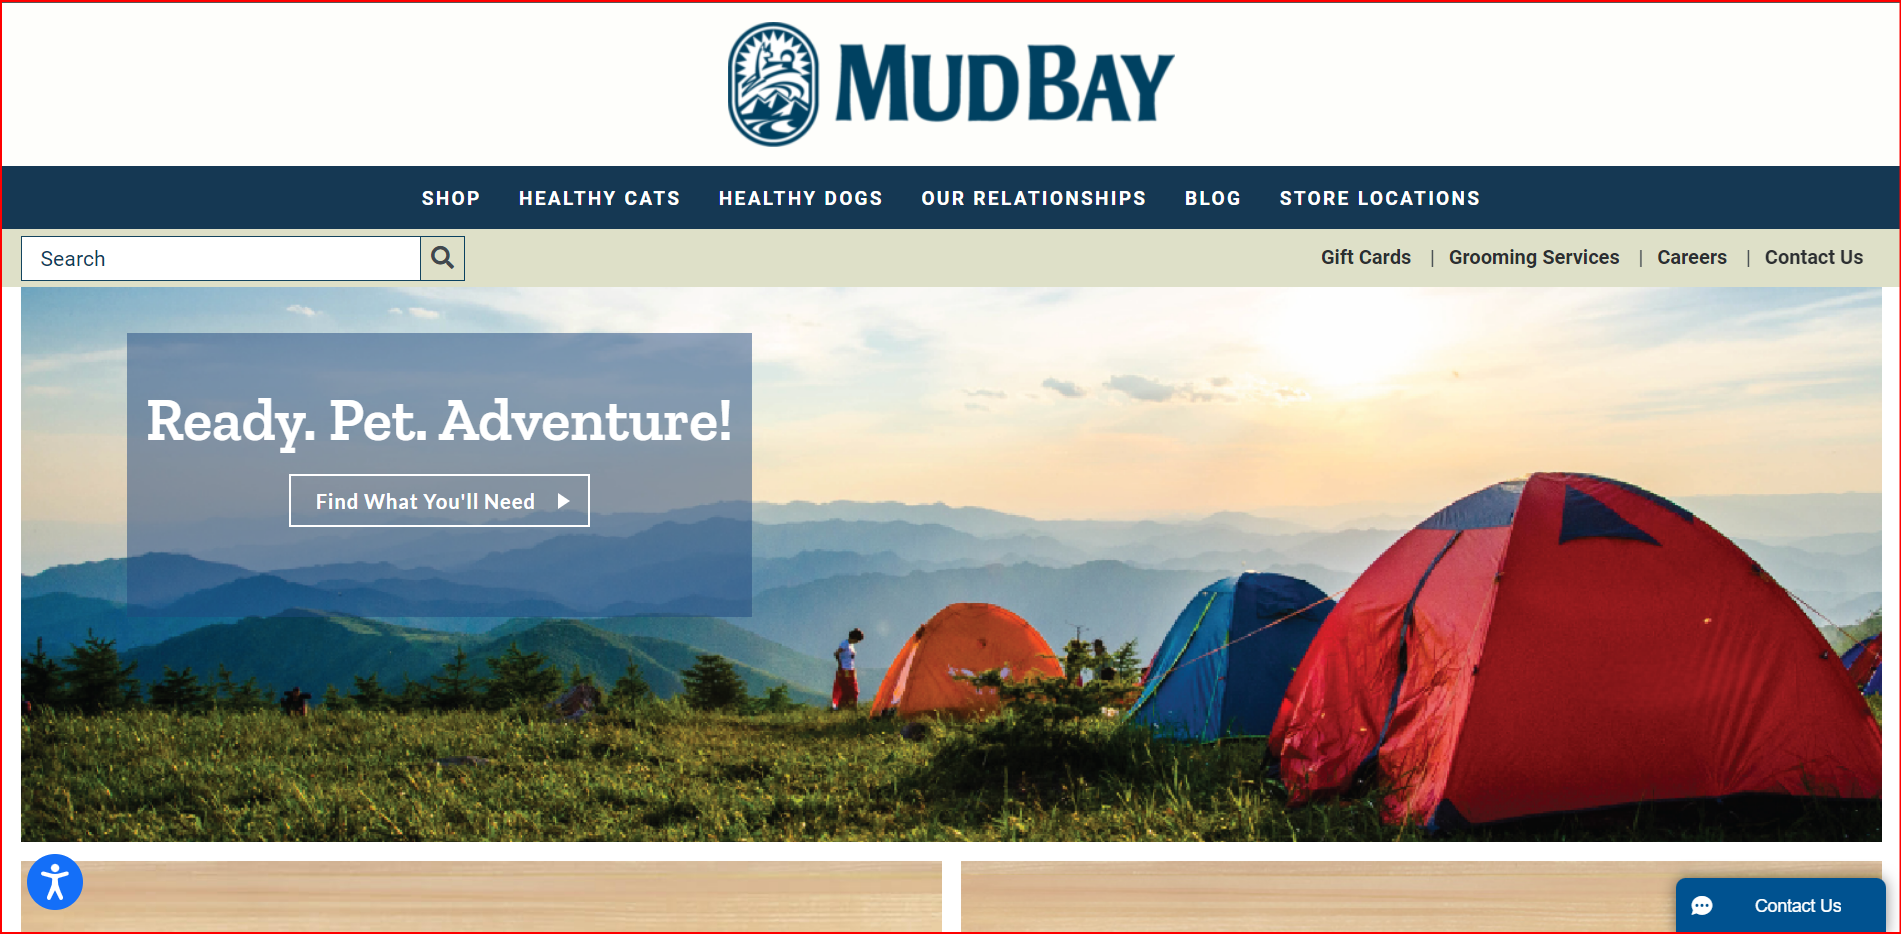 MUDBAY
SHOP HEALTHY CATS HEALTHY DOGS OUR RELATIONSHIPS BLOG STORE LOCATIONS
Search Gift Cards | Grooming Services | Careers | Contact Us
Ready. Pet. Adventure!
Find What You'll Need
Contact Us